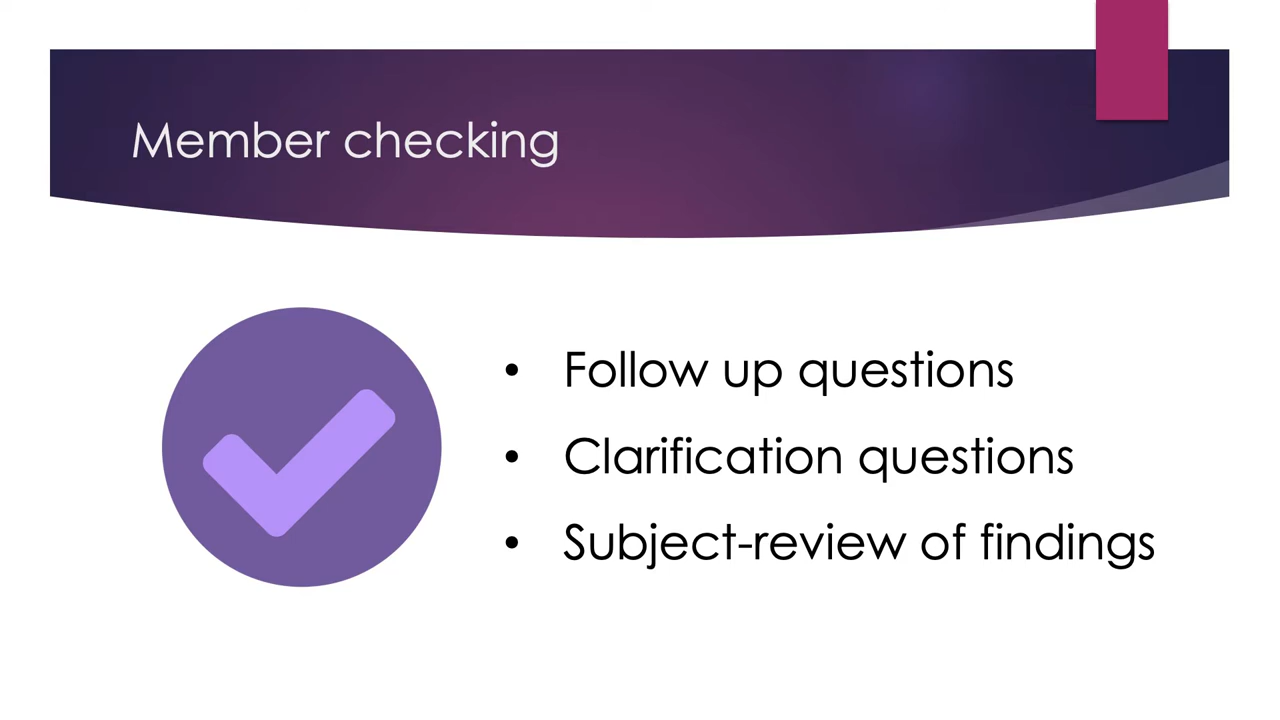 Member checking
• Follow up questions
• Clarification questions
• Subject-review of findings